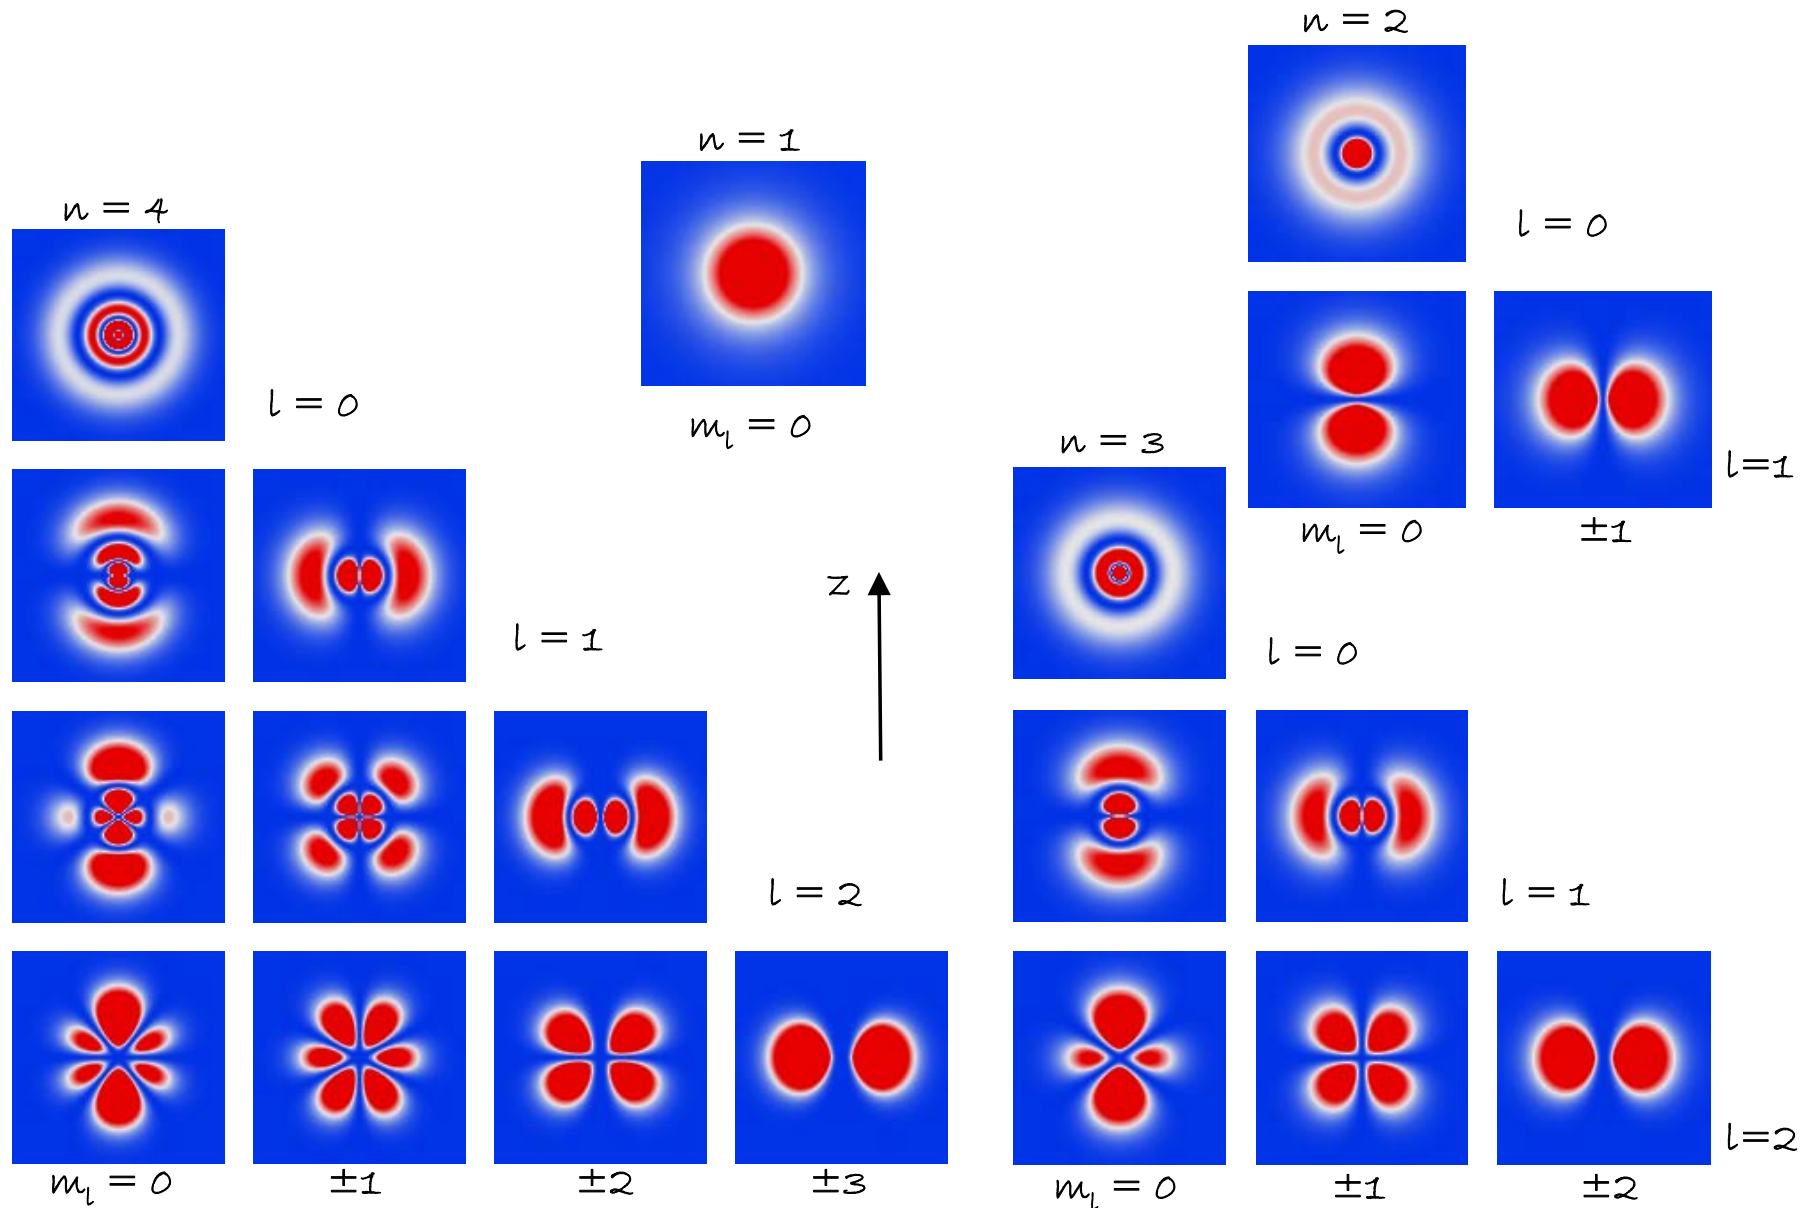 n = 1
m_l = 0
n = 2
l = 0
l=1
m_l = 0
±1
n = 4
l = 0
l = 1
l = 2
m_l = 0
±1
±2
±3
z
n = 3
l = 0
l = 1
l=2
m_l = 0
±1
±2